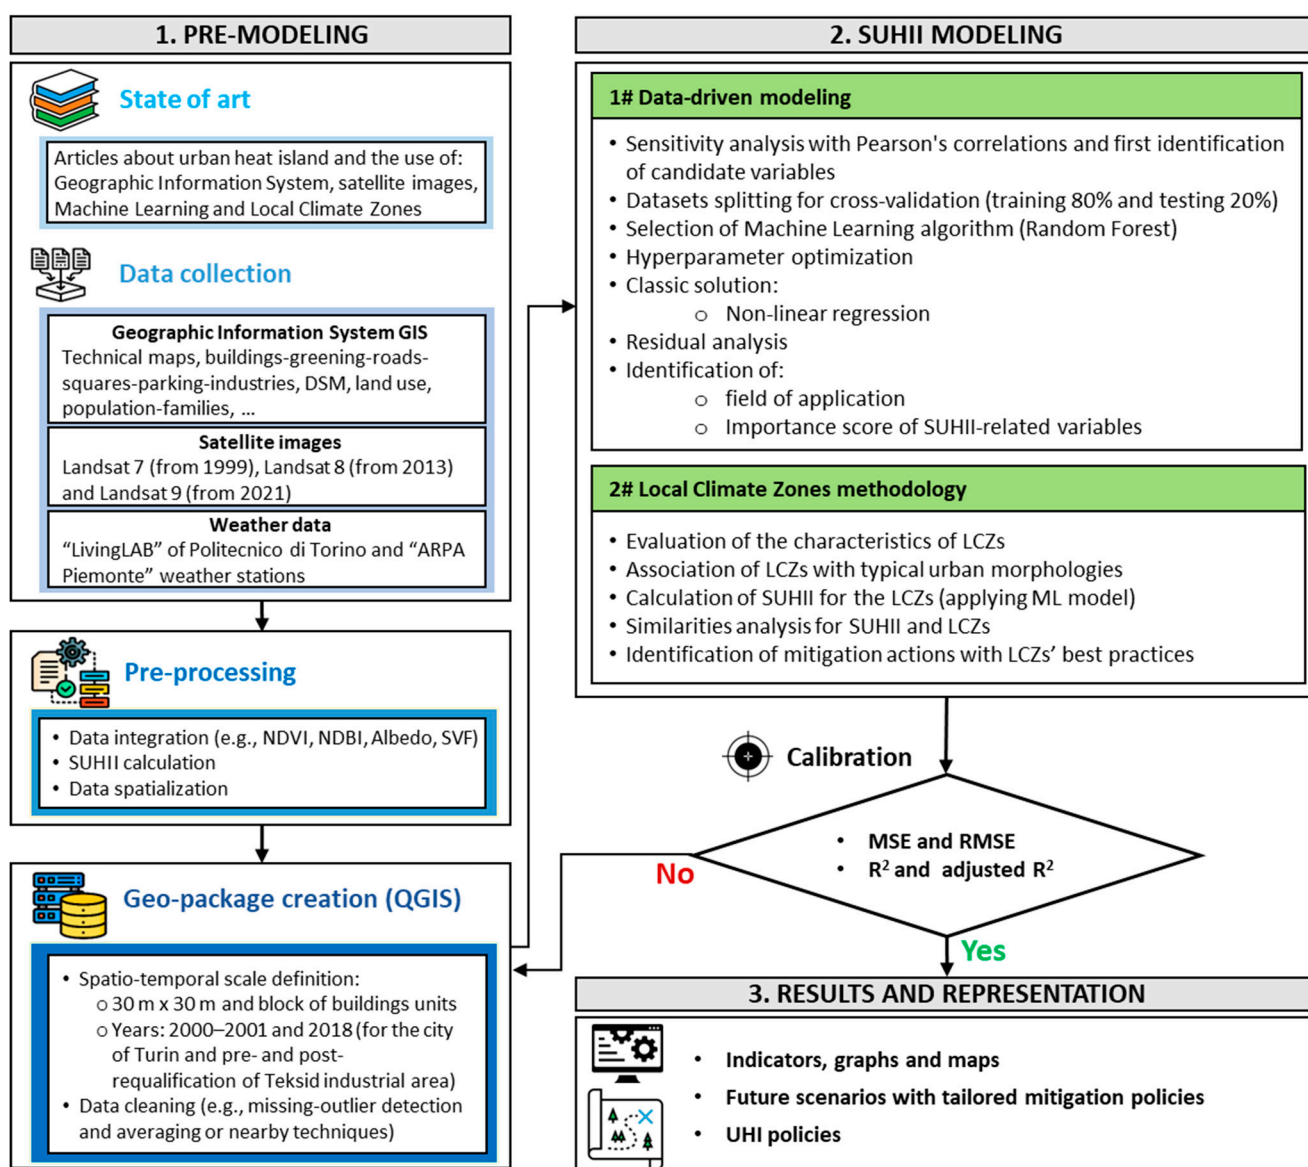 1. PRE-MODELING
State of art
Articles about urban heat island and the use of:
Geographic Information System, satellite images,
Machine Learning and Local Climate Zones
Data collection
Geographic Information System GIS
Technical maps, buildings-greening-roads-
squares-parking-industries, DSM, land use,
population-families, ...
Satellite images
Landsat 7 (from 1999), Landsat 8 (from 2013)
and Landsat 9 (from 2021)
Weather data
“LivingLAB” of Politecnico di Torino and “ARPA
Piemonte” weather stations
Pre-processing
• Data integration (e.g., NDVI, NDBI, Albedo, SVF)
• SUHII calculation
• Data spatialization
Geo-package creation (QGIS)
• Spatio-temporal scale definition:
o 30 m x 30 m and block of buildings units
o Years: 2000–2001 and 2018 (for the city
of Turin and pre- and post-
requalification of Teksid industrial area)
• Data cleaning (e.g., missing-outlier detection
and averaging or nearby techniques)
2. SUHII MODELING
1# Data-driven modeling
• Sensitivity analysis with Pearson's correlations and first identification
of candidate variables
• Datasets splitting for cross-validation (training 80% and testing 20%)
• Selection of Machine Learning algorithm (Random Forest)
• Hyperparameter optimization
• Classic solution:
o Non-linear regression
• Residual analysis
• Identification of:
o field of application
o Importance score of SUHII-related variables
2# Local Climate Zones methodology
• Evaluation of the characteristics of LCZs
• Association of LCZs with typical urban morphologies
• Calculation of SUHII for the LCZs (applying ML model)
• Similarities analysis for SUHII and LCZs
• Identification of mitigation actions with LCZs’ best practices
Calibration
• MSE and RMSE
• R² and adjusted R²
No
Yes
3. RESULTS AND REPRESENTATION
• Indicators, graphs and maps
• Future scenarios with tailored mitigation policies
• UHI policies